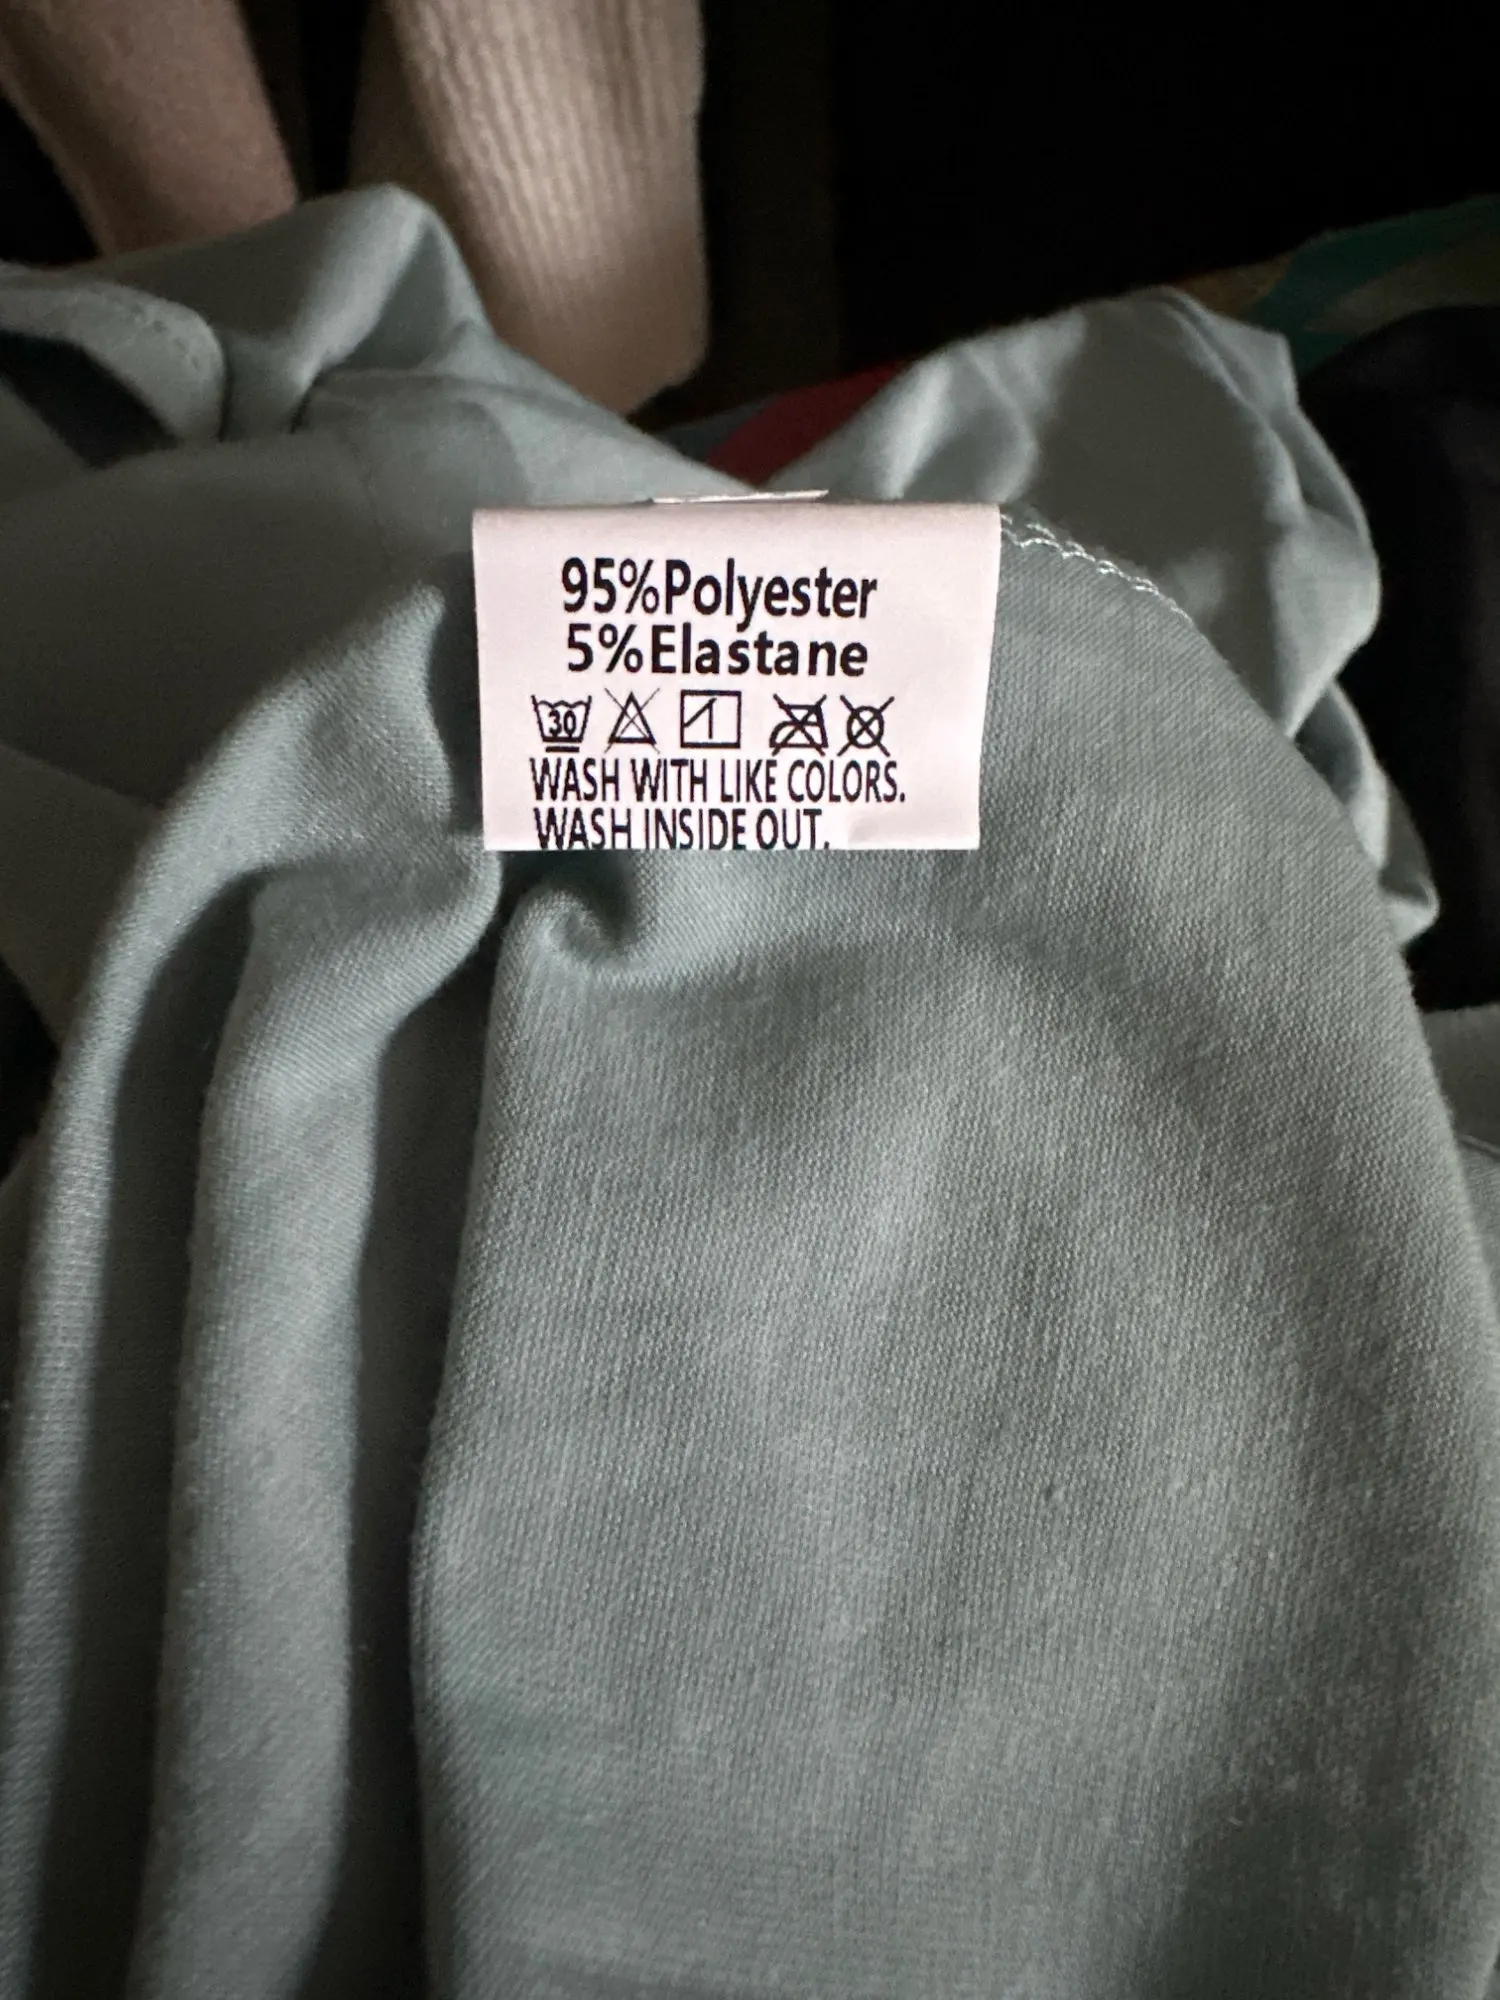 95%Polyester
5%Elastane
30
WASH WITH LIKE COLORS.
WASH INSIDE OUT.